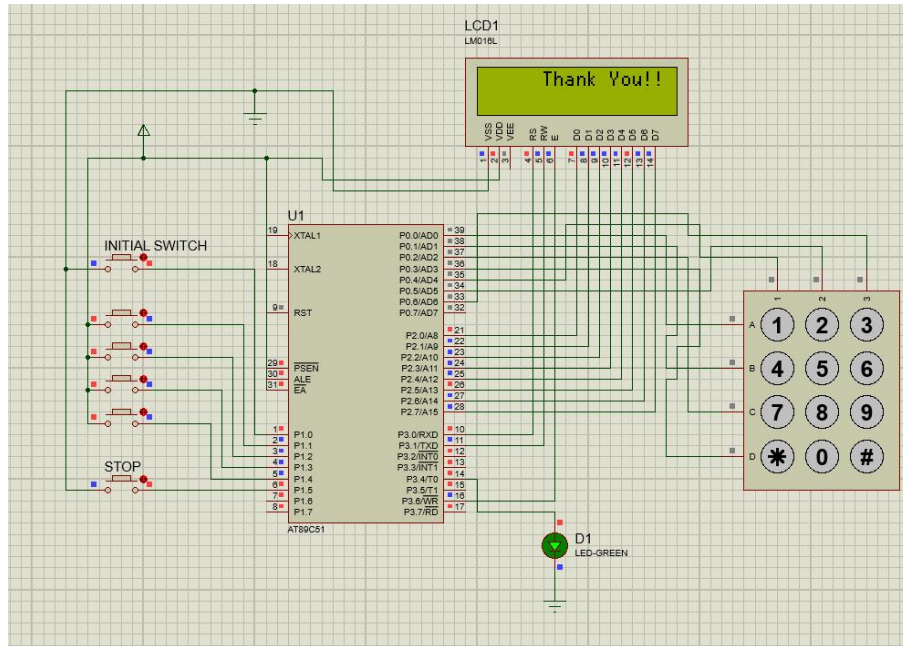 LCD1
LM016L
Thank You!!
VSS
VDD
VEE
RS
RW
E
D0
D1
D2
D3
D4
D5
D6
D7
1
2
3
4
5
6
7
8
9
10
11
12
13
14
U1
19 XTAL1
18 XTAL2
9 RST
29 PSEN
30 ALE
31 EA
1 P1.0
2 P1.1
3 P1.2
4 P1.3
5 P1.4
6 P1.5
7 P1.6
8 P1.7
P0.0/AD0 39
P0.1/AD1 38
P0.2/AD2 37
P0.3/AD3 36
P0.4/AD4 35
P0.5/AD5 34
P0.6/AD6 33
P0.7/AD7 32
P2.0/A8 21
P2.1/A9 22
P2.2/A10 23
P2.3/A11 24
P2.4/A12 25
P2.5/A13 26
P2.6/A14 27
P2.7/A15 28
P3.0/RXD 10
P3.1/TXD 11
P3.2/INT0 12
P3.3/INT1 13
P3.4/T0 14
P3.5/T1 15
P3.6/WR 16
P3.7/RD 17
AT89C51
INITIAL SWITCH
STOP
1 2 3
A 1 2 3
B 4 5 6
C 7 8 9
D * 0 #
D1
LED-GREEN